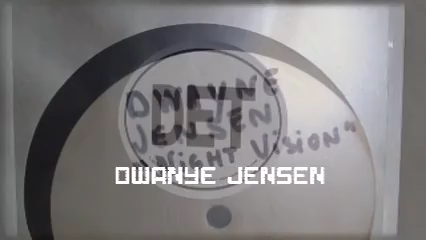 DWAYNE
DET
JENSEN
"Night Vision"
DWANYE JENSEN